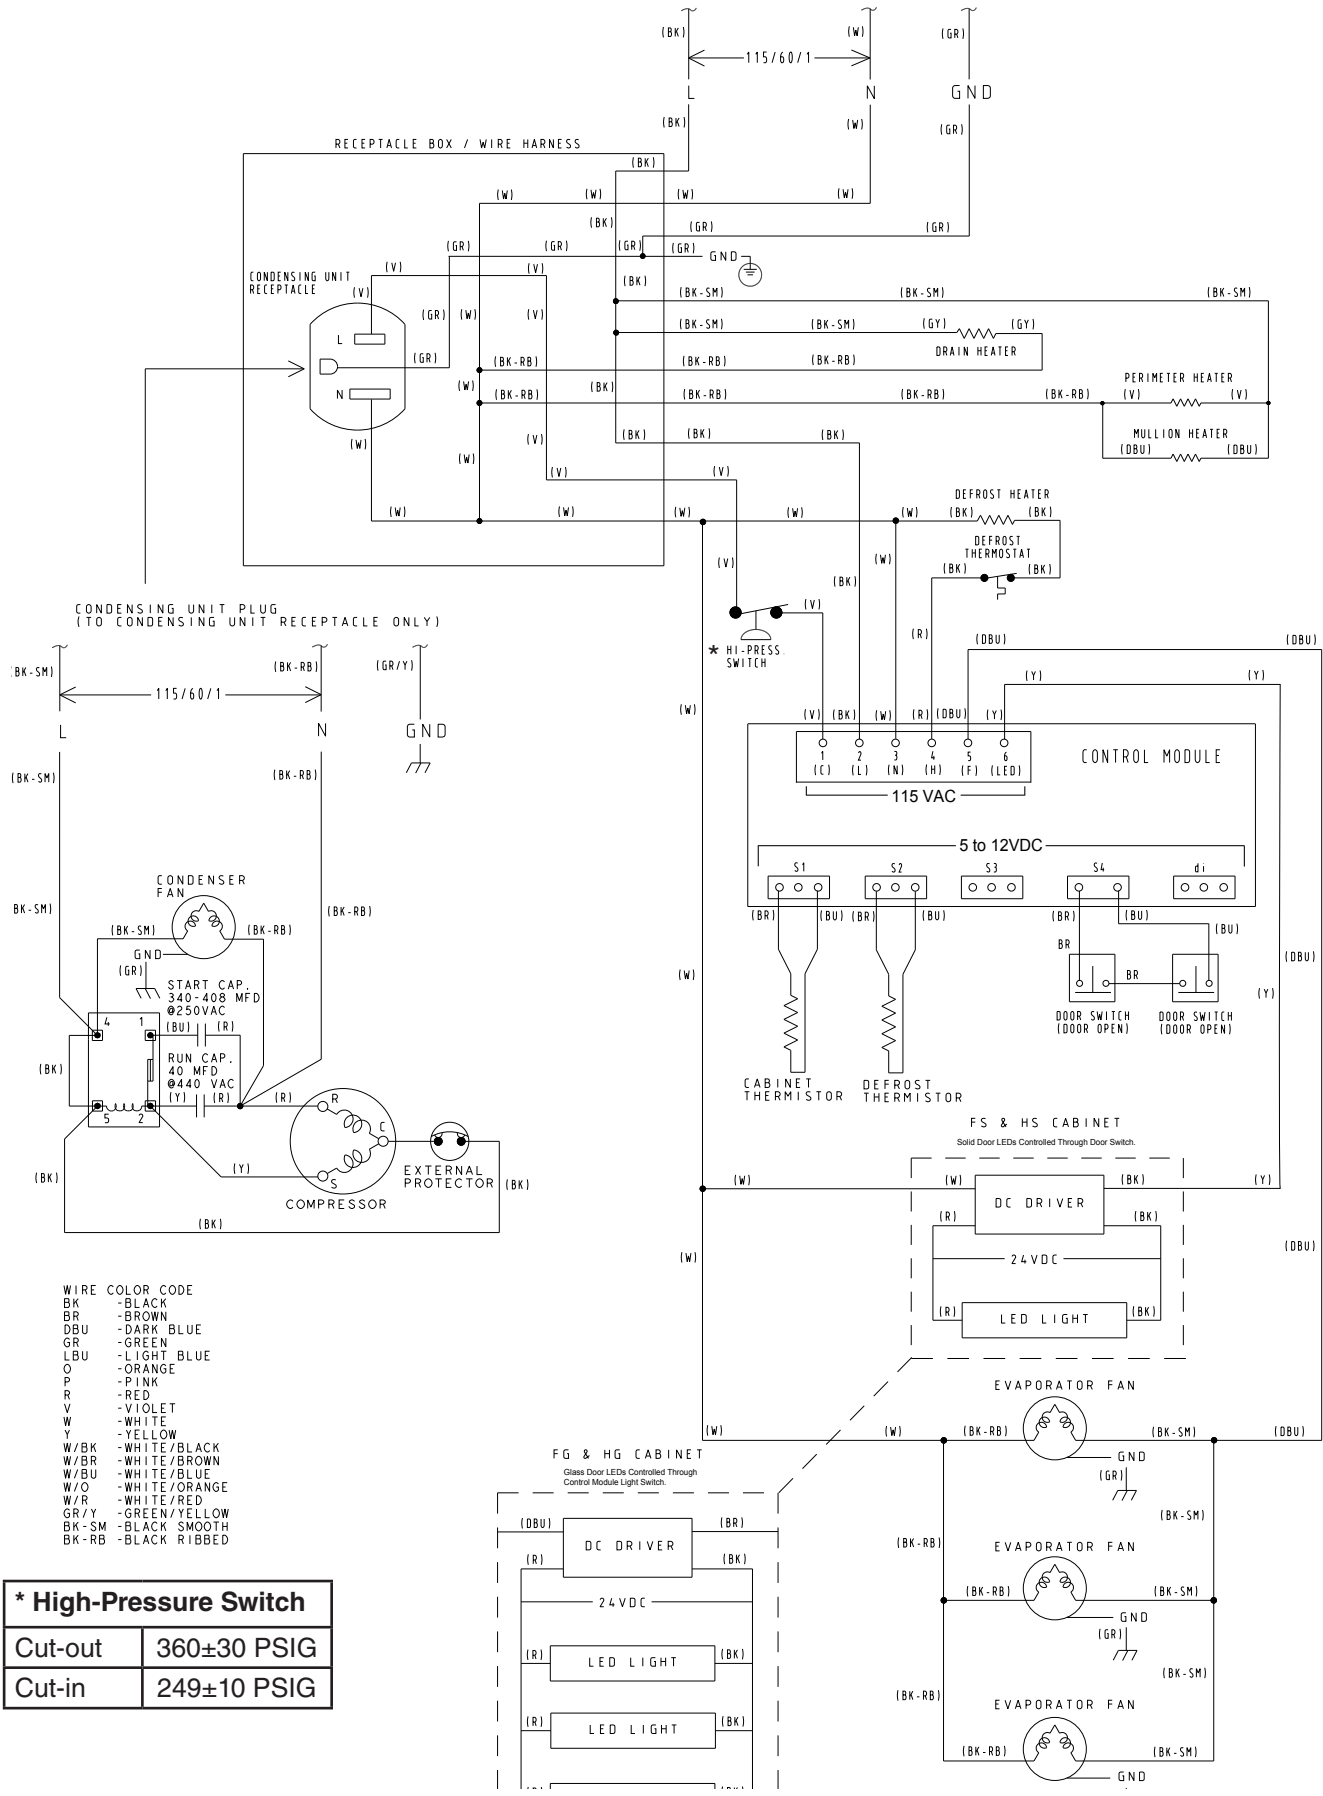 (BK)
(W)
(GR)
115/60/1
L
N
GND
(BK)
(W)
(GR)
RECEPTACLE BOX / WIRE HARNESS
(BK)
(W) (W) (W) (W)
(BK)
(GR) (GR)
(GR) (GR) (GR) (GR) GND
CONDENSING UNIT
RECEPTACLE
(V) (V)
(V)
(BK)
(BK-SM) (BK-SM) (BK-SM)
(GR) (W) (V)
(BK-SM) (BK-SM) (GY) (GY)
L
DRAIN HEATER
(GR)
(BK-RB) (BK-RB) (BK-RB)
PERIMETER HEATER
(W) (BK)
N
(BK-RB) (BK-RB) (BK-RB) (BK-RB) (V) (V)
MULLION HEATER
(W)
(V)
(BK) (BK) (BK)
(DBU) (DBU)
(W)
(V) (V)
DEFROST HEATER
(W) (W) (W) (W) (W) (BK) (BK)
DEFROST
THERMOSTAT
(V)
(W)
(BK) (BK)
(BK)
CONDENSING UNIT PLUG
(TO CONDENSING UNIT RECEPTACLE ONLY)
(V)
(R)
* HI-PRESS.
SWITCH
(DBU) (DBU)
BK-SM) (BK-RB) (GR/Y)
(Y) (Y)
115/60/1
(W)
(V) (BK) (W) (R) (DBU) (Y)
L
N
GND
1 2 3 4 5 6
(C) (L) (N) (H) (F) (LED)
CONTROL MODULE
115 VAC
(BK-SM)
(BK-RB)
5 to 12VDC
S1 S2 S3 S4 di
CONDENSER
FAN
(BK-SM)
(BK-RB)
(BR) (BU) (BR) (BU) (BR) (BU)
(BU)
(BK-SM) (BK-RB)
BR
GND
(GR)
(W)
BR
(DBU)
(Y)
START CAP.
340-408 MFD
@250VAC
DOOR SWITCH
(DOOR OPEN)
DOOR SWITCH
(DOOR OPEN)
4 1
(BU) (R)
RUN CAP.
40 MFD
@440 VAC
(BK)
(Y) (R) (R)
5 2
CABINET
THERMISTOR
DEFROST
THERMISTOR
R
C
S
FS & HS CABINET
Solid Door LEDs Controlled Through Door Switch.
(BK)
(Y)
COMPRESSOR
EXTERNAL
PROTECTOR
(BK)
(BK)
(W) (W) (BK) (Y)
DC DRIVER
(R) (BK)
(W)
(DBU)
24VDC
(R) (BK)
LED LIGHT
WIRE COLOR CODE
BK -BLACK
BR -BROWN
DBU -DARK BLUE
GR -GREEN
LBU -LIGHT BLUE
O -ORANGE
P -PINK
R -RED
V -VIOLET
W -WHITE
Y -YELLOW
W/BK -WHITE/BLACK
W/BR -WHITE/BROWN
W/BU -WHITE/BLUE
W/O -WHITE/ORANGE
W/R -WHITE/RED
GR/Y -GREEN/YELLOW
BK-SM -BLACK SMOOTH
BK-RB -BLACK RIBBED
EVAPORATOR FAN
(W) (W) (BK-RB) (BK-SM) (DBU)
GND
(GR)
(BK-SM)
FG & HG CABINET
Glass Door LEDs Controlled Through
Control Module Light Switch.
(DBU) (BR)
DC DRIVER
(R) (BK)
24VDC
(BK-RB)
EVAPORATOR FAN
(BK-RB) (BK-SM)
GND
(GR)
(R) (BK)
LED LIGHT
(BK-SM)
(BK-RB)
EVAPORATOR FAN
(R) (BK)
LED LIGHT
(BK-RB) (BK-SM)
GND
* High-Pressure Switch
Cut-out 360±30 PSIG
Cut-in 249±10 PSIG